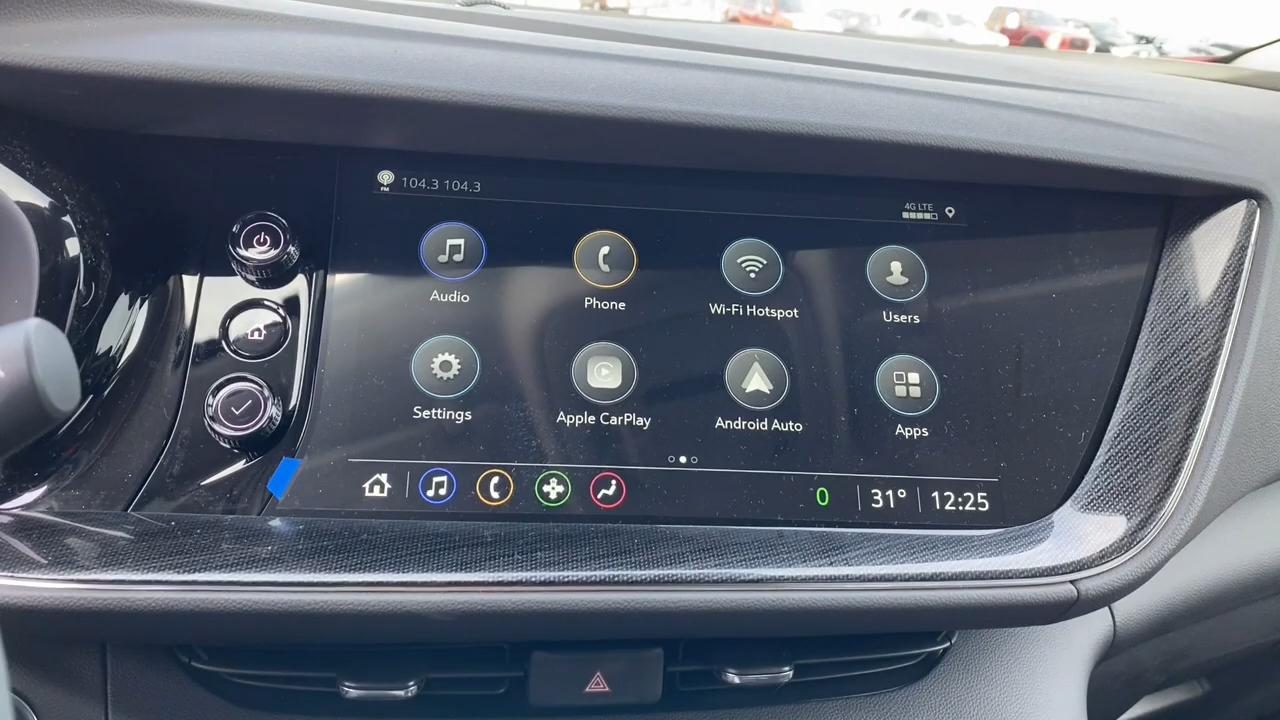 FM 104.3 104.3
4G LTE
Audio
Phone
Wi-Fi Hotspot
Users
Settings
Apple CarPlay
Android Auto
Apps
0 31° 12:25